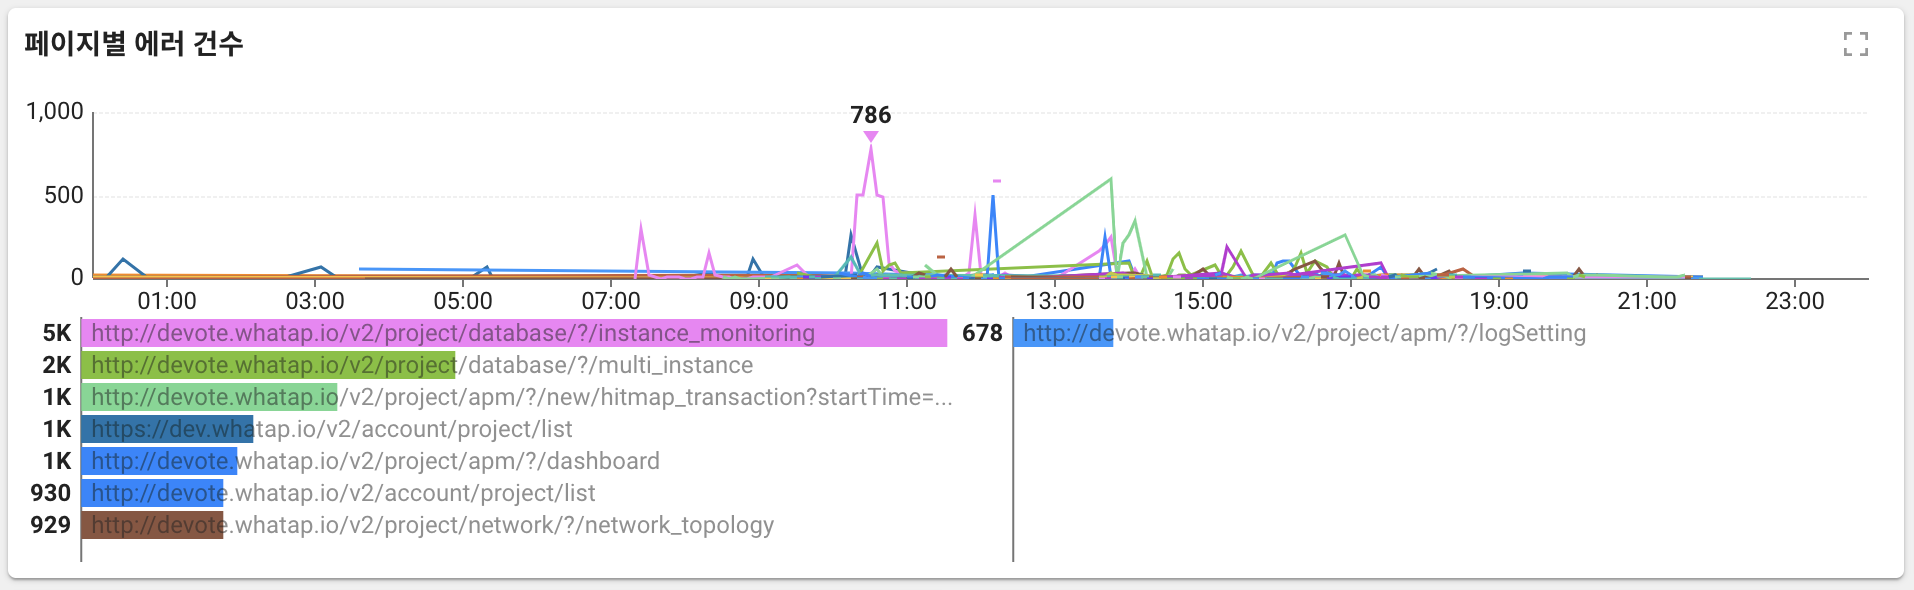 페이지별 에러 건수
1,000
786
500
0
01:00 03:00 05:00 07:00 09:00 11:00 13:00 15:00 17:00 19:00 21:00 23:00
5K http://devote.whatap.io/v2/project/database/?/instance_monitoring
2K http://devote.whatap.io/v2/project/database/?/multi_instance
1K http://devote.whatap.io/v2/project/apm/?/new/hitmap_transaction?startTime=...
1K https://dev.whatap.io/v2/account/project/list
1K http://devote.whatap.io/v2/project/apm/?/dashboard
930 http://devote.whatap.io/v2/account/project/list
929 http://devote.whatap.io/v2/project/network/?/network_topology
678 http://devote.whatap.io/v2/project/apm/?/logSetting